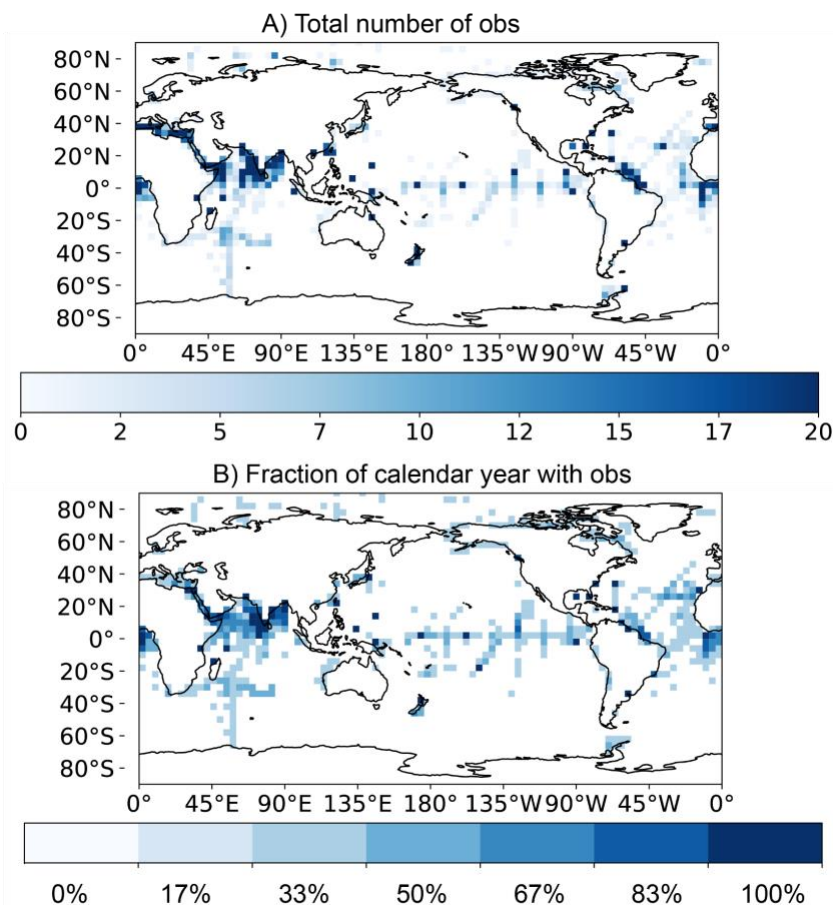 A) Total number of obs
80°N
60°N
40°N
20°N
0°
20°S
40°S
60°S
80°S
0° 45°E 90°E 135°E 180° 135°W 90°W 45°W 0°
0 2 5 7 10 12 15 17 20
B) Fraction of calendar year with obs
80°N
60°N
40°N
20°N
0°
20°S
40°S
60°S
80°S
0° 45°E 90°E 135°E 180° 135°W 90°W 45°W 0°
0% 17% 33% 50% 67% 83% 100%